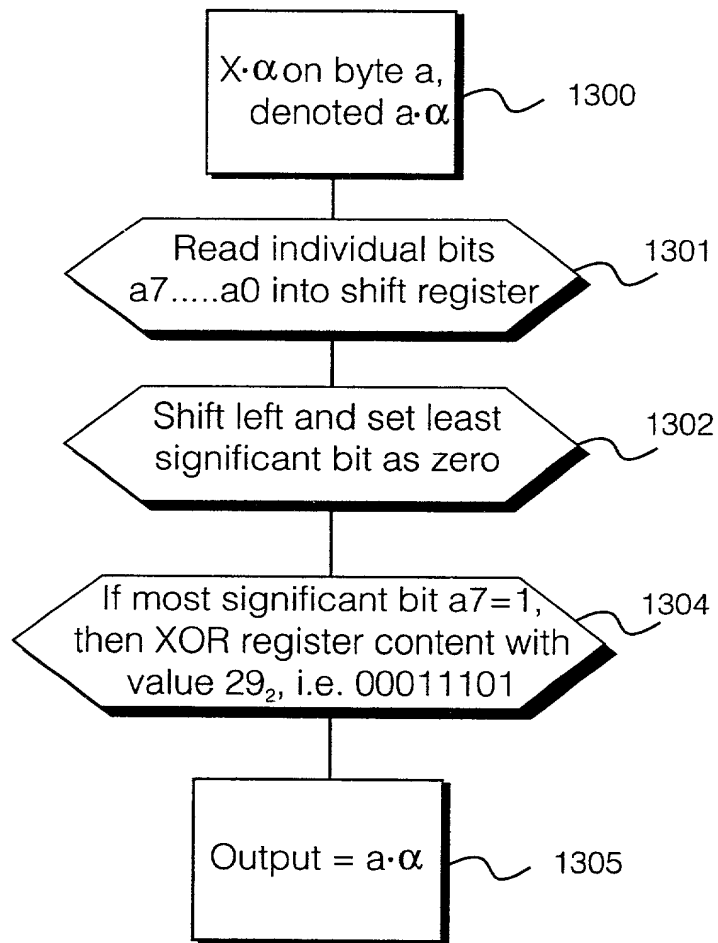 X·α on byte a,
denoted a·α
1300
Read individual bits
a7.....a0 into shift register
1301
Shift left and set least
significant bit as zero
1302
If most significant bit a7=1,
then XOR register content with
value 29₂, i.e. 00011101
1304
Output = a·α
1305